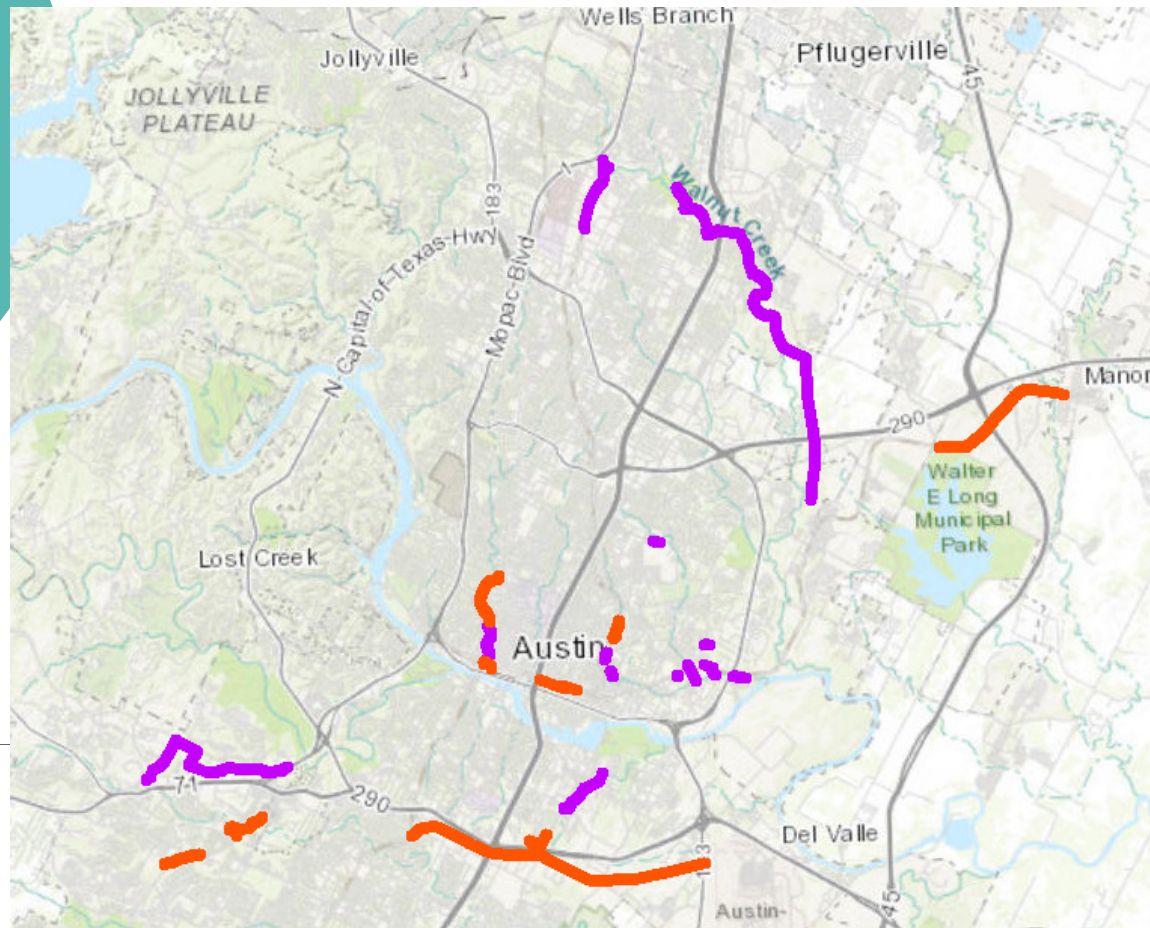 Wells Branch
Jollyville
Pflugerville
45
JOLLYVILLE
PLATEAU
1
Walnut Creek
183
N-Capital-of-Texas-Hwy
Mopac-Blvd
Manor
290
Walter
E Long
Municipal
Park
Lost Creek
Austin
71
290
Del Valle
45
Austin-